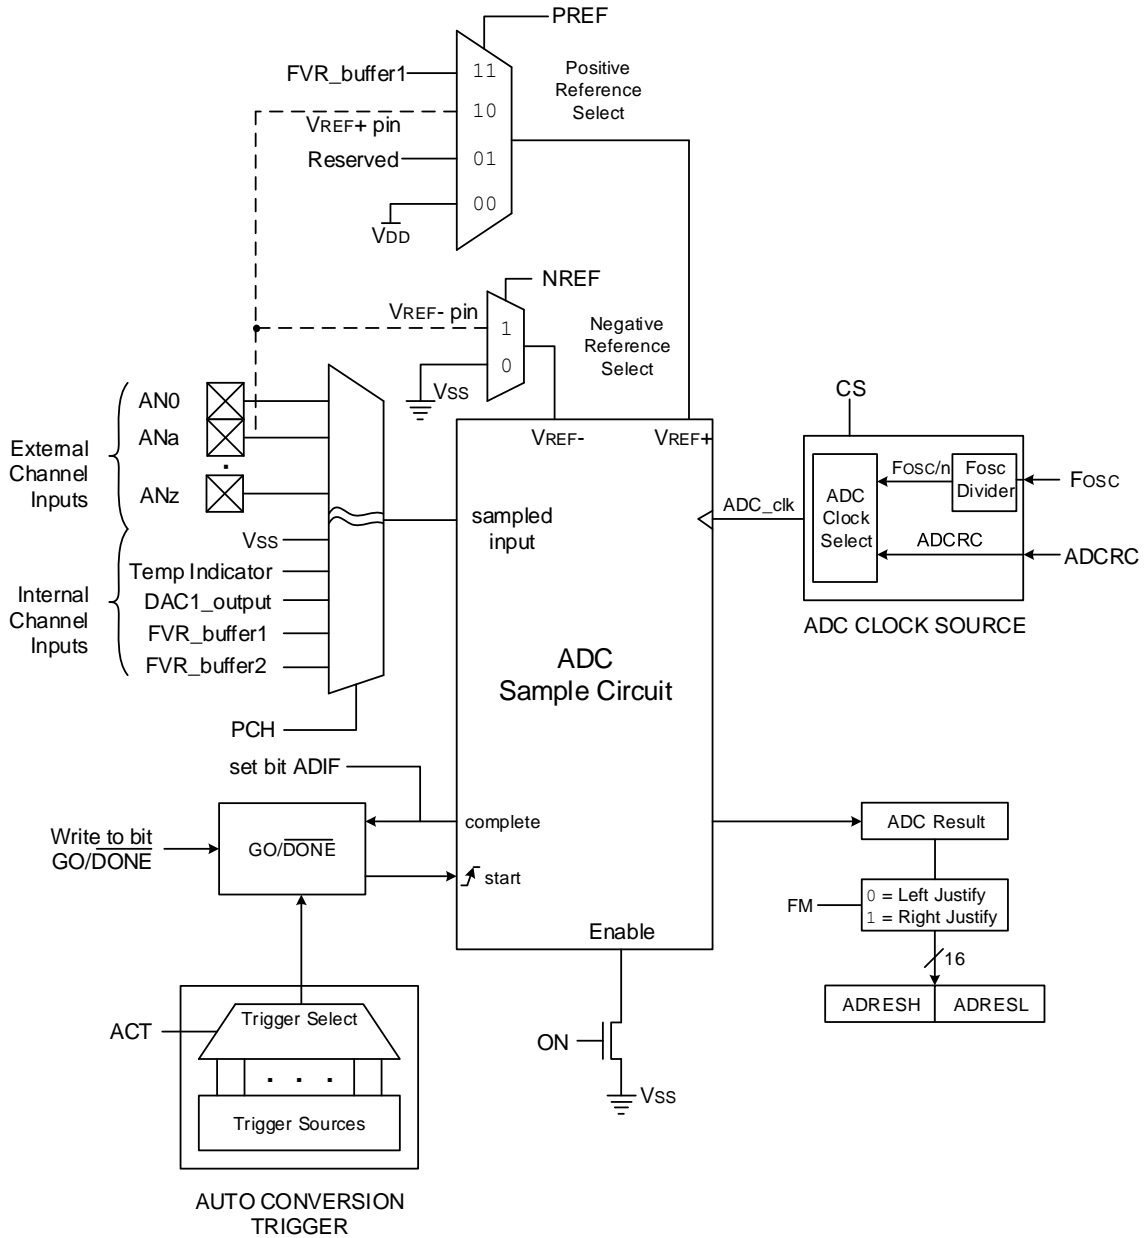 PREF
FVR_buffer1
11
Positive
Reference
Select
10
VREF+ pin
Reserved
01
00
VDD
NREF
VREF- pin
1
Negative
Reference
Select
0
VSS
External
Channel
Inputs
AN0
ANa
.
ANz
VREF-
VREF+
CS
sampled
input
ADC_clk
ADC
Clock
Select
FOSC/n
Fosc
Divider
FOSC
ADCRC
ADCRC
ADC CLOCK SOURCE
Internal
Channel
Inputs
VSS
Temp Indicator
DAC1_output
FVR_buffer1
FVR_buffer2
ADC
Sample Circuit
PCH
set bit ADIF
Write to bit
GO/DONE
GO/DONE
complete
start
ADC Result
FM
0 = Left Justify
1 = Right Justify
16
ADRESH
ADRESL
Enable
ON
VSS
ACT
Trigger Select
. . .
Trigger Sources
AUTO CONVERSION
TRIGGER